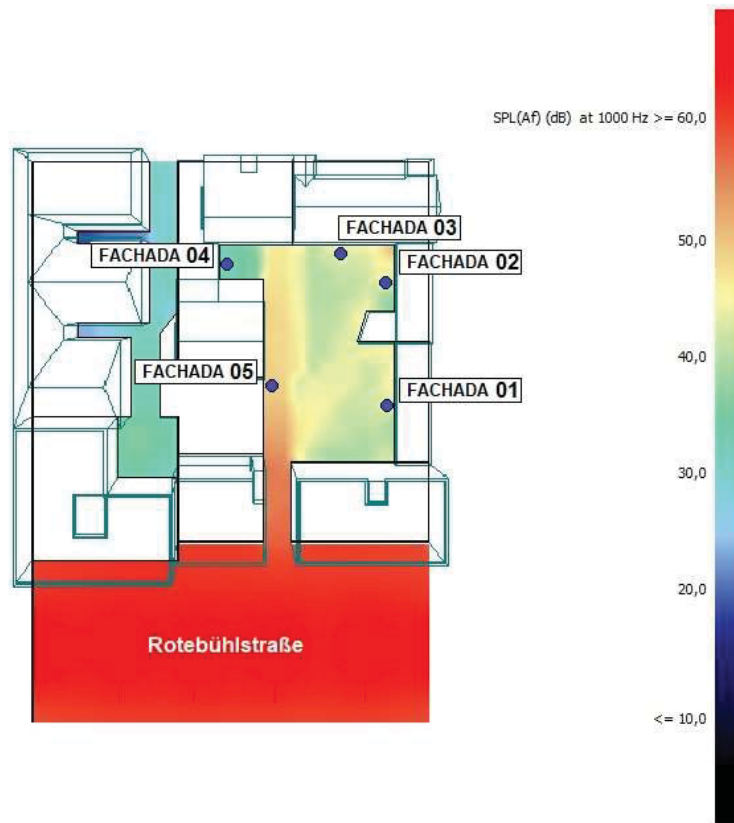 SPL(Af) (dB) at 1000 Hz >= 60,0
50,0
40,0
30,0
20,0
<= 10,0
FACHADA 03
FACHADA 04
FACHADA 02
FACHADA 05
FACHADA 01
Rotebühlstraße